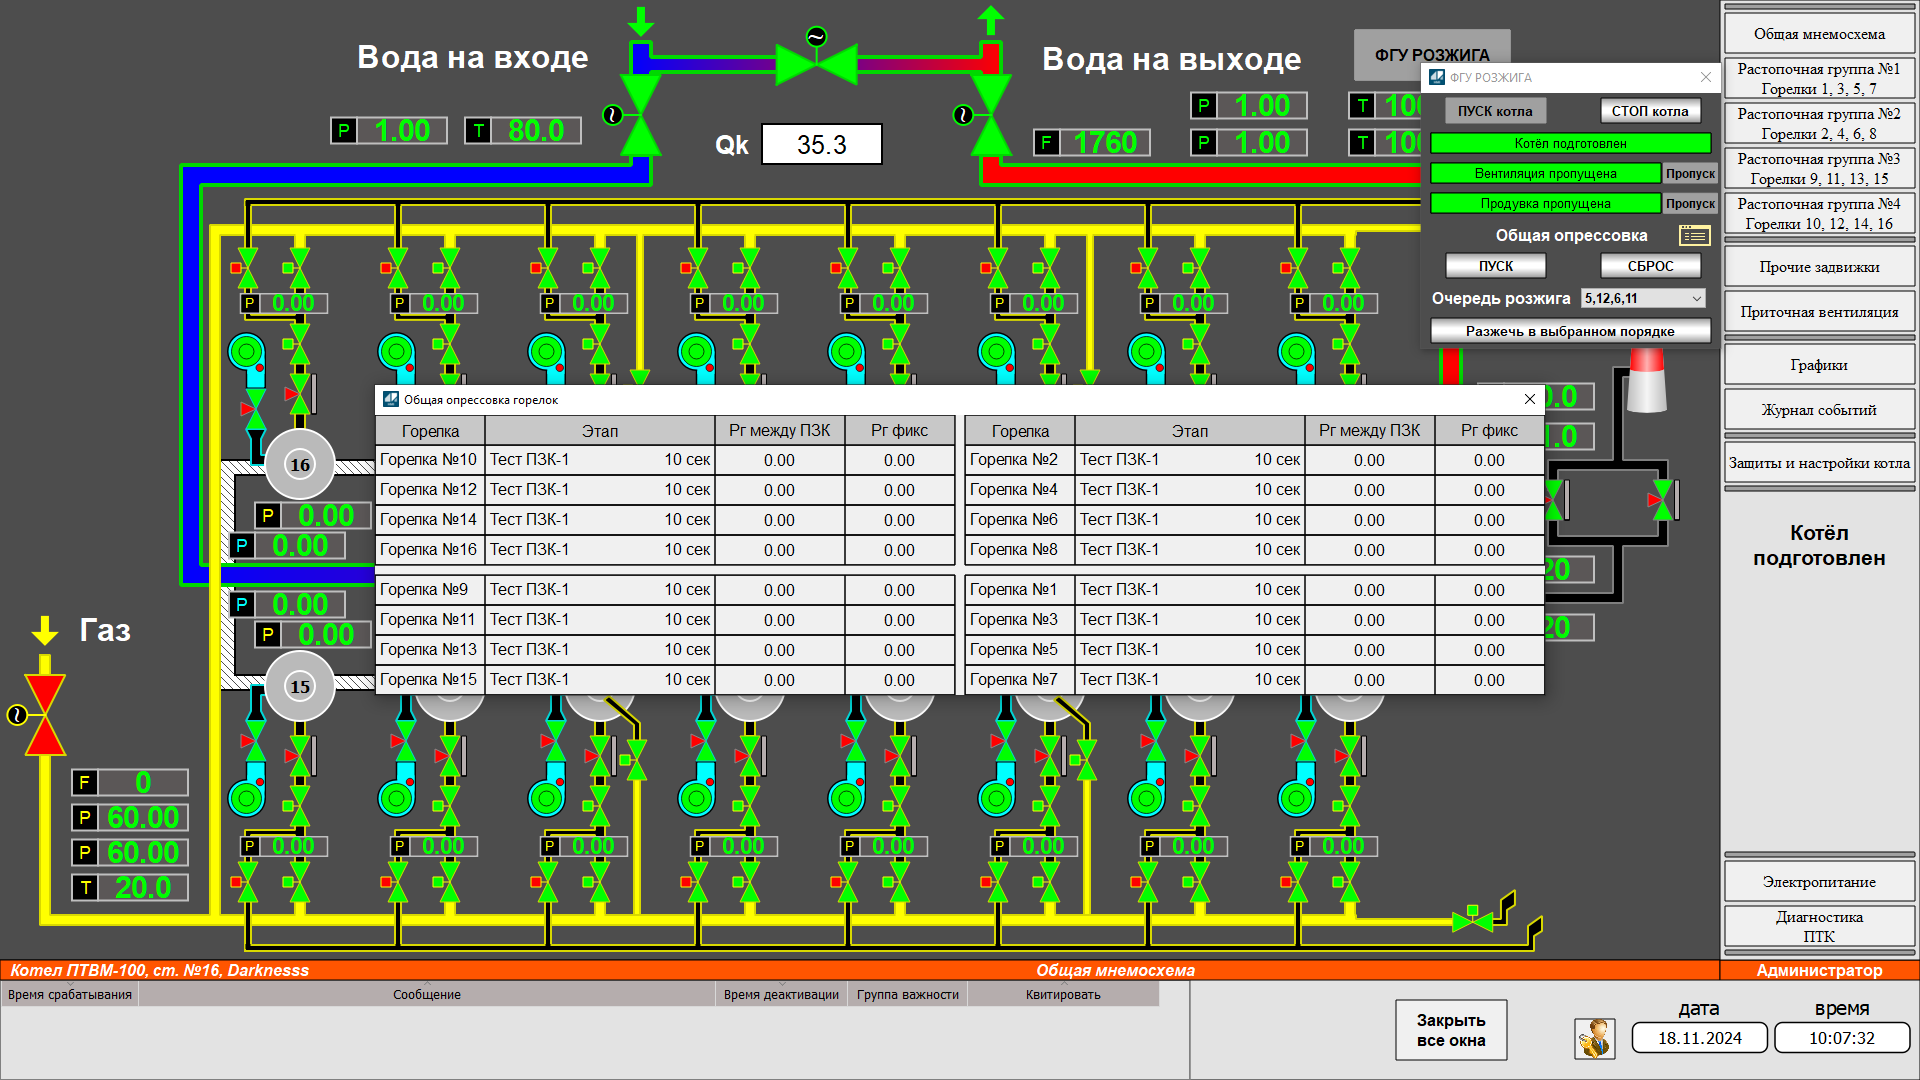 Вода на входе
Вода на выходе
ФГУ РОЗЖИГА
P 1.00
T 80.0
Qk 35.3
F 1760
P 1.00
P 1.00
T 100
T 100
ФГУ РОЗЖИГА
ПУСК котла
СТОП котла
Котёл подготовлен
Вентиляция пропущена Пропуск
Продувка пропущена Пропуск
Общая опрессовка
ПУСК
СБРОС
Очередь розжига 5,12,6,11
Разжечь в выбранном порядке
Общая мнемосхема
Растопочная группа №1
Горелки 1, 3, 5, 7
Растопочная группа №2
Горелки 2, 4, 6, 8
Растопочная группа №3
Горелки 9, 11, 13, 15
Растопочная группа №4
Горелки 10, 12, 14, 16
Прочие задвижки
Приточная вентиляция
Графики
Журнал событий
Защиты и настройки котла
Котёл
подготовлен
Электропитание
Диагностика
ПТК
P 0.00 P 0.00 P 0.00 P 0.00 P 0.00 P 0.00 P 0.00 P 0.00
Общая опрессовка горелок
Горелка Этап Рг между ПЗК Рг фикс Горелка Этап Рг между ПЗК Рг фикс
Горелка №10 Тест ПЗК-1 10 сек 0.00 0.00 Горелка №2 Тест ПЗК-1 10 сек 0.00 0.00
Горелка №12 Тест ПЗК-1 10 сек 0.00 0.00 Горелка №4 Тест ПЗК-1 10 сек 0.00 0.00
Горелка №14 Тест ПЗК-1 10 сек 0.00 0.00 Горелка №6 Тест ПЗК-1 10 сек 0.00 0.00
Горелка №16 Тест ПЗК-1 10 сек 0.00 0.00 Горелка №8 Тест ПЗК-1 10 сек 0.00 0.00
Горелка №9 Тест ПЗК-1 10 сек 0.00 0.00 Горелка №1 Тест ПЗК-1 10 сек 0.00 0.00
Горелка №11 Тест ПЗК-1 10 сек 0.00 0.00 Горелка №3 Тест ПЗК-1 10 сек 0.00 0.00
Горелка №13 Тест ПЗК-1 10 сек 0.00 0.00 Горелка №5 Тест ПЗК-1 10 сек 0.00 0.00
Горелка №15 Тест ПЗК-1 10 сек 0.00 0.00 Горелка №7 Тест ПЗК-1 10 сек 0.00 0.00
16
P 0.00
P 0.00
P 0.00
P 0.00
15
.0
1.0
20
20
Газ
F 0
P 60.00
P 60.00
T 20.0
P 0.00 P 0.00 P 0.00 P 0.00 P 0.00 P 0.00 P 0.00 P 0.00
Котел ПТВМ-100, ст. №16, Darknesss
Общая мнемосхема
Администратор
Время срабатывания Сообщение Время деактивации Группа важности Квитировать
Закрыть
все окна
дата
18.11.2024
время
10:07:32